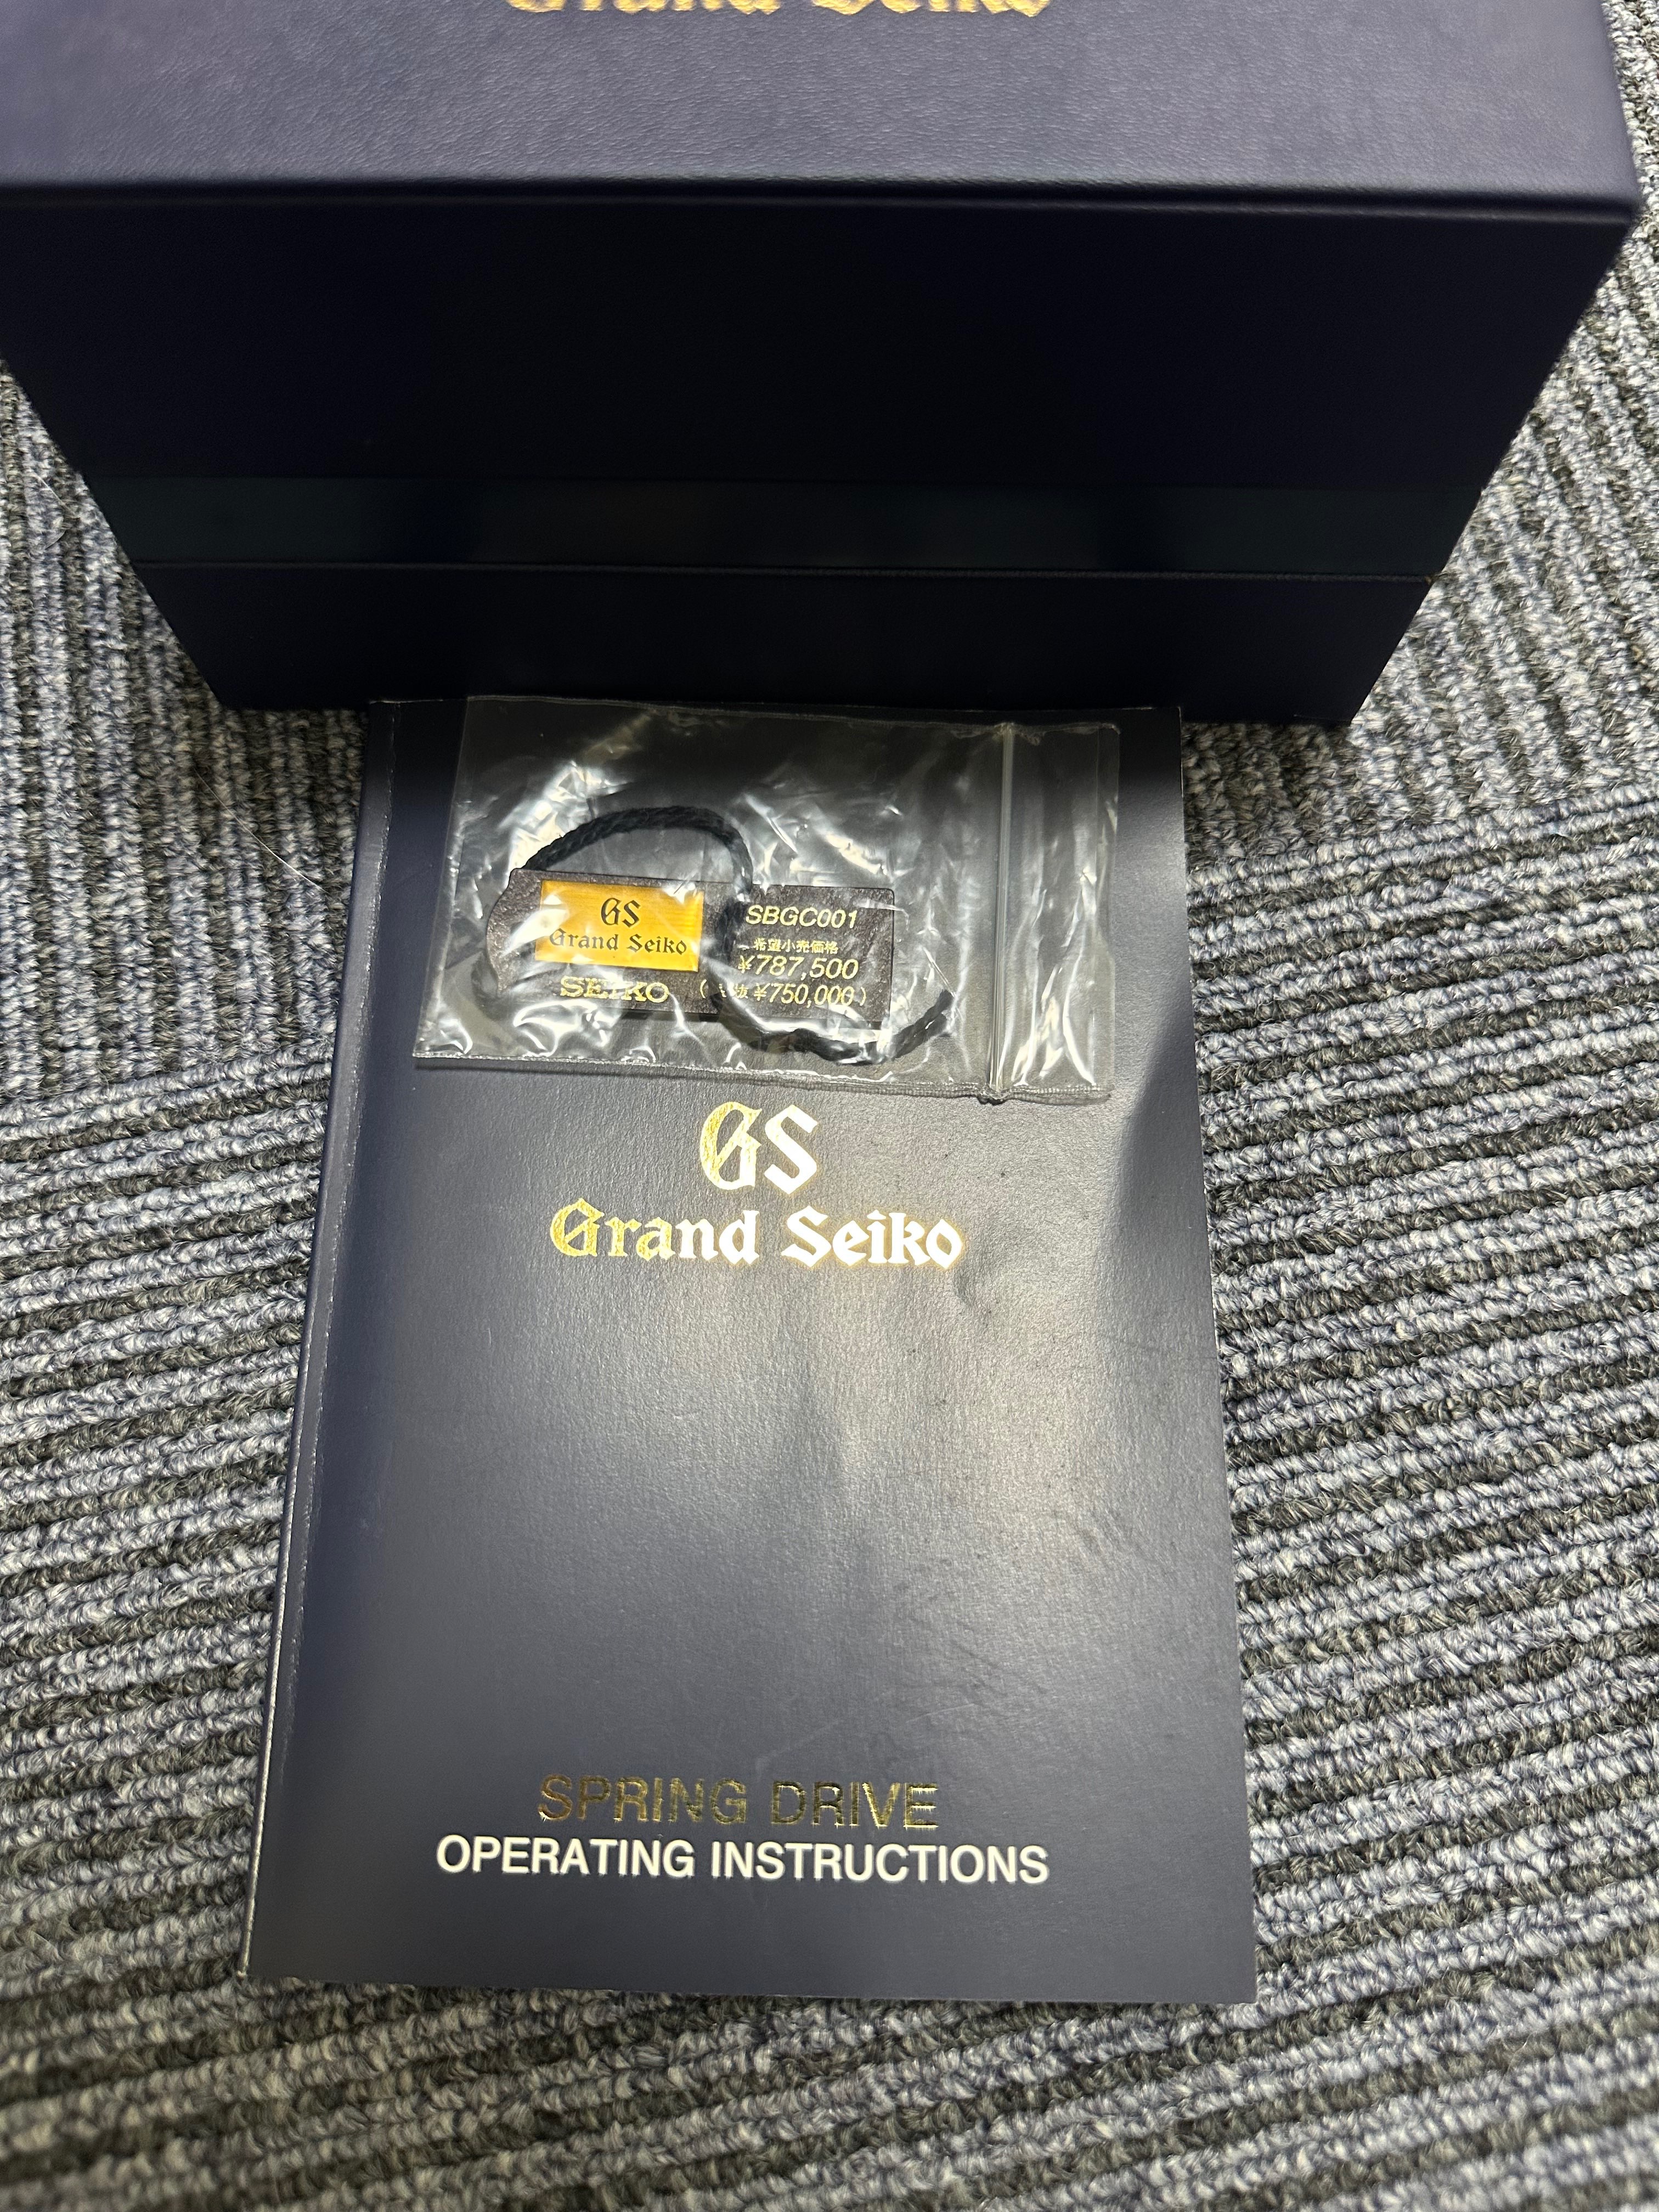 Grand Seiko
GS
Grand Seiko
SEIKO
SBGC001
希望小売価格
¥787,500
¥750,000)
GS
Grand Seiko
SPRING DRIVE
OPERATING INSTRUCTIONS